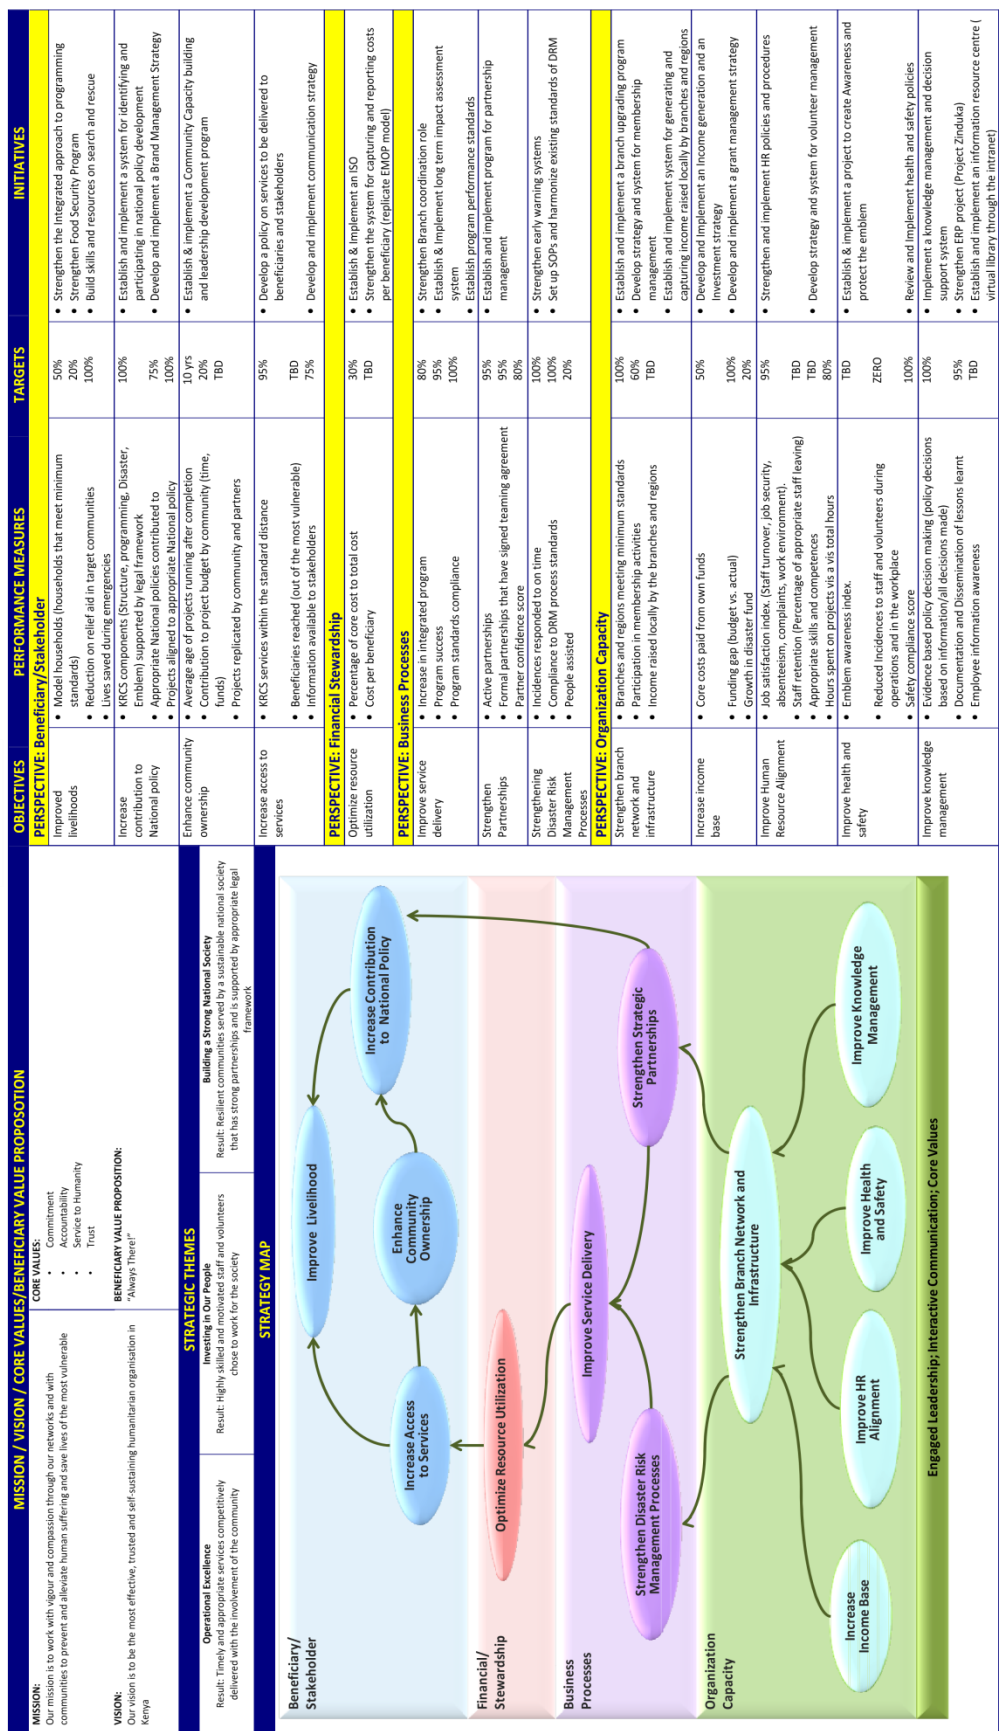 MISSION / VISION / CORE VALUES/BENEFICIARY VALUE PROPOSOTION
MISSION:
Our mission is to work with vigour and compassion through our networks and with
communities to prevent and alleviate human suffering and save lives of the most vulnerable
VISION:
Our vision is to be the most effective, trusted and self-sustaining humanitarian organisation in
Kenya
CORE VALUES:
• Commitment
• Accountability
• Service to Humanity
• Trust
BENEFICIARY VALUE PROPOSITION:
"Always There!"
STRATEGIC THEMES
Operational Excellence
Result: Timely and appropriate services competitively
delivered with the involvement of the community
Investing in Our People
Result: Highly skilled and motivated staff and volunteers
chose to work for the society
Building a Strong National Society
Result: Resilient communities served by a sustainable national society
that has strong partnerships and is supported by appropriate legal
framework
STRATEGY MAP
Beneficiary/
Stakeholder
Improve Livelihood
Increase Access
to Services
Enhance
Community
Ownership
Increase Contribution
to National Policy
Financial/
Stewardship
Optimize Resource Utilization
Business
Processes
Improve Service Delivery
Strengthen Disaster Risk
Management Processes
Strengthen Strategic
Partnerships
Organization
Capacity
Strengthen Branch Network and
Infrastructure
Increase
Income Base
Improve HR
Alignment
Improve Health
and Safety
Improve Knowledge
Management
Engaged Leadership; Interactive Communication; Core Values
OBJECTIVES
PERFORMANCE MEASURES
TARGETS
INITIATIVES
PERSPECTIVE: Beneficiary/Stakeholder
Improved
livelihoods
• Model households (households that meet minimum
standards)
• Reduction on relief aid in target communities
• Lives saved during emergencies
50%
20%
100%
• Strengthen the Integrated approach to programming
• Strengthen Food Security Program
• Build skills and resources on search and rescue
Increase
contribution to
National policy
• KRCS components (Structure, programming, Disaster,
Emblem) supported by legal framework
• Appropriate National policies contributed to
• Projects aligned to appropriate National policy
100%
75%
100%
• Establish and implement a system for identifying and
participating in national policy development
• Develop and implement a Brand Management Strategy
Enhance community
ownership
• Average age of projects running after completion
• Contribution to project budget by community (time,
funds)
• Projects replicated by community and partners
10 yrs
20%
TBD
• Establish & implement a Community Capacity building
and leadership development program
Increase access to
services
• KRCS services within the standard distance
• Beneficiaries reached (out of the most vulnerable)
• Information available to stakeholders
95%
TBD
75%
• Develop a policy on services to be delivered to
beneficiaries and stakeholders
• Develop and implement communication strategy
PERSPECTIVE: Financial Stewardship
Optimize resource
utilization
• Percentage of core cost to total cost
• Cost per beneficiary
30%
TBD
• Establish & Implement an ISO
• Strengthen the system for capturing and reporting costs
per beneficiary (replicate EMOP model)
PERSPECTIVE: Business Processes
Improve service
delivery
• Increase in integrated program
• Program success
• Program standards compliance
80%
95%
100%
• Strengthen Branch coordination role
• Establish & Implement long term impact assessment
system
• Establish program performance standards
Strengthen
Partnerships
• Active partnerships
• Formal partnerships that have signed teaming agreement
• Partner confidence score
95%
95%
80%
• Establish and implement program for partnership
management
Strengthening
Disaster Risk
Management
Processes
• Incidences responded to on time
• Compliance to DRM process standards
• People assisted
100%
100%
20%
• Strengthen early warning systems
• Set up SOPs and harmonize existing standards of DRM
PERSPECTIVE: Organization Capacity
Strengthen branch
network and
infrastructure
• Branches and regions meeting minimum standards
• Participation in membership activities
• Income raised locally by the branches and regions
100%
60%
TBD
• Establish and implement a branch upgrading program
• Develop strategy and system for membership
management
• Establish and implement system for generating and
capturing income raised locally by branches and regions
Increase income
base
• Core costs paid from own funds
• Funding gap (budget vs. actual)
• Growth in disaster fund
50%
100%
20%
• Develop and Implement an Income generation and an
Investment strategy
• Develop and implement a grant management strategy
Improve Human
Resource Alignment
• Job satisfaction index. (Staff turnover, job security,
absenteeism, complaints, work environment).
• Staff retention (Percentage of appropriate staff leaving)
• Appropriate skills and competences
• Hours spent on projects vis a vis total hours
95%
TBD
TBD
80%
• Strengthen and implement HR policies and procedures
• Develop strategy and system for volunteer management
Improve health and
safety
• Emblem awareness index.
• Reduced Incidences to staff and volunteers during
operations and in the workplace
• Safety compliance score
TBD
ZERO
100%
• Establish & implement a project to create Awareness and
protect the emblem
• Review and Implement health and safety policies
Improve knowledge
management
• Evidence based policy decision making (policy decisions
based on information/all decisions made)
• Documentation and Dissemination of lessons learnt
• Employee information awareness
100%
95%
TBD
• Implement a knowledge management and decision
support system
• Strengthen ERP project (Project Zinduka)
• Establish and implement an information resource centre (
virtual library through the intranet)